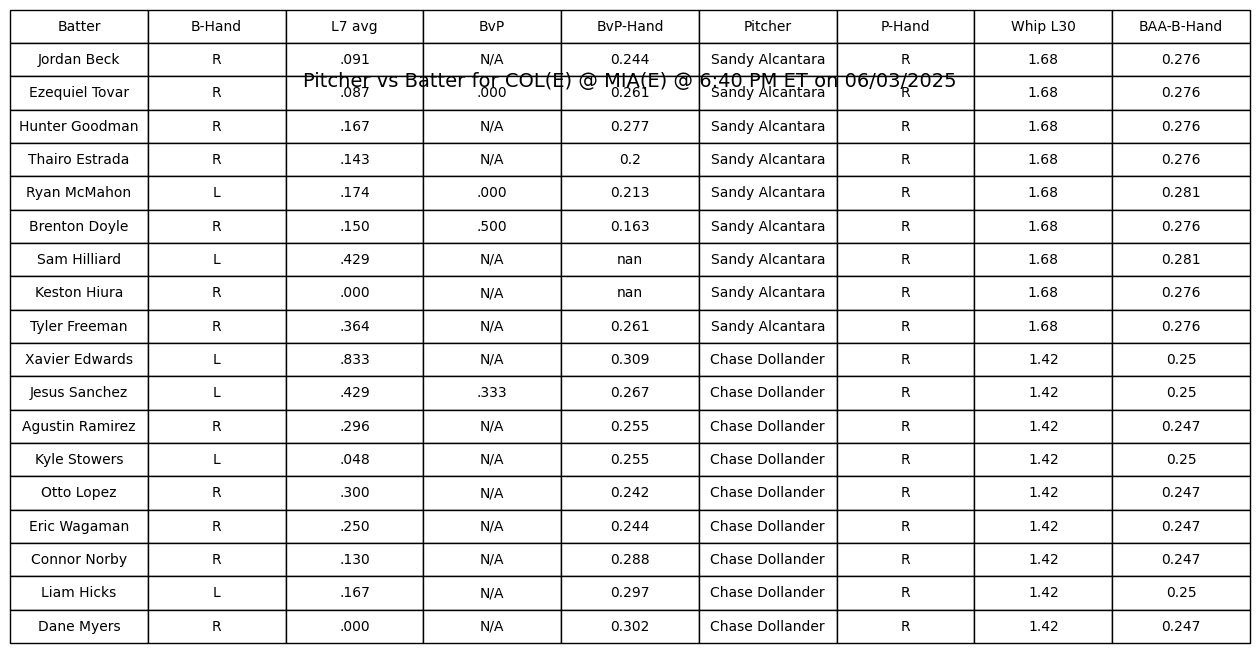 Batter B-Hand L7 avg BvP BvP-Hand Pitcher P-Hand Whip L30 BAA-B-Hand
Jordan Beck R .091 N/A 0.244 Sandy Alcantara R 1.68 0.276
Pitcher vs Batter for COL(E) @ MIA(E) @ 6:40 PM ET on 06/03/2025
Ezequiel Tovar R .087 .000 0.261 Sandy Alcantara R 1.68 0.276
Hunter Goodman R .167 N/A 0.277 Sandy Alcantara R 1.68 0.276
Thairo Estrada R .143 N/A 0.2 Sandy Alcantara R 1.68 0.276
Ryan McMahon L .174 .000 0.213 Sandy Alcantara R 1.68 0.281
Brenton Doyle R .150 .500 0.163 Sandy Alcantara R 1.68 0.276
Sam Hilliard L .429 N/A nan Sandy Alcantara R 1.68 0.281
Keston Hiura R .000 N/A nan Sandy Alcantara R 1.68 0.276
Tyler Freeman R .364 N/A 0.261 Sandy Alcantara R 1.68 0.276
Xavier Edwards L .833 N/A 0.309 Chase Dollander R 1.42 0.25
Jesus Sanchez L .429 .333 0.267 Chase Dollander R 1.42 0.25
Agustin Ramirez R .296 N/A 0.255 Chase Dollander R 1.42 0.247
Kyle Stowers L .048 N/A 0.255 Chase Dollander R 1.42 0.25
Otto Lopez R .300 N/A 0.242 Chase Dollander R 1.42 0.247
Eric Wagaman R .250 N/A 0.244 Chase Dollander R 1.42 0.247
Connor Norby R .130 N/A 0.288 Chase Dollander R 1.42 0.247
Liam Hicks L .167 N/A 0.297 Chase Dollander R 1.42 0.25
Dane Myers R .000 N/A 0.302 Chase Dollander R 1.42 0.247